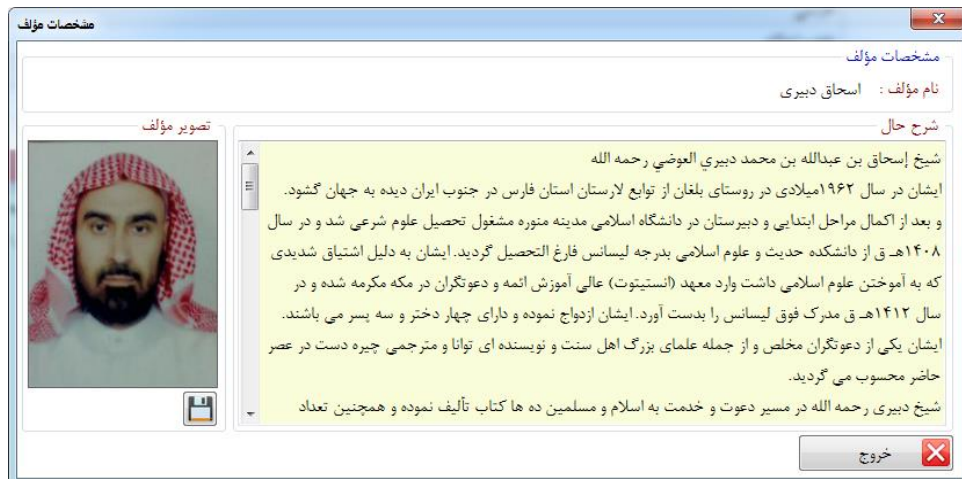 مشخصات مؤلف
مشخصات مؤلف
نام مؤلف : اسحاق دبیری
شرح حال
تصویر مؤلف
شیخ إسحاق بن عبدالله بن محمد دبيري العوضي رحمه الله
ایشان در سال ۱۹۶۲میلادی در روستای بلغان از توابع لارستان استان فارس در جنوب ایران دیده به جهان گشود.
و بعد از اکمال مراحل ابتدایی و دبیرستان در دانشگاه اسلامی مدینه منوره مشغول تحصیل علوم شرعی شد و در سال
۱۴۰۸هـ ق از دانشکده حدیث و علوم اسلامی بدرجه لیسانس فارغ التحصیل گردید. ایشان به دلیل اشتیاق شدیدی
که به آموختن علوم اسلامی داشت وارد معهد (انستیتوت) عالی آموزش ائمه و دعوتگران در مکه مکرمه شده و در
سال ۱۴۱۲هـ ق مدرک فوق لیسانس را بدست آورد. ایشان ازدواج نموده و دارای چهار دختر و سه پسر می باشند.
ایشان یکی از دعوتگران مخلص و از جمله علمای بزرگ اهل سنت و نویسنده ای توانا و مترجمی چیره دست در عصر
حاضر محسوب می گردید.
شیخ دبیری رحمه الله در مسیر دعوت و خدمت به اسلام و مسلمین ده ها کتاب تألیف نموده و همچنین تعداد
خروج